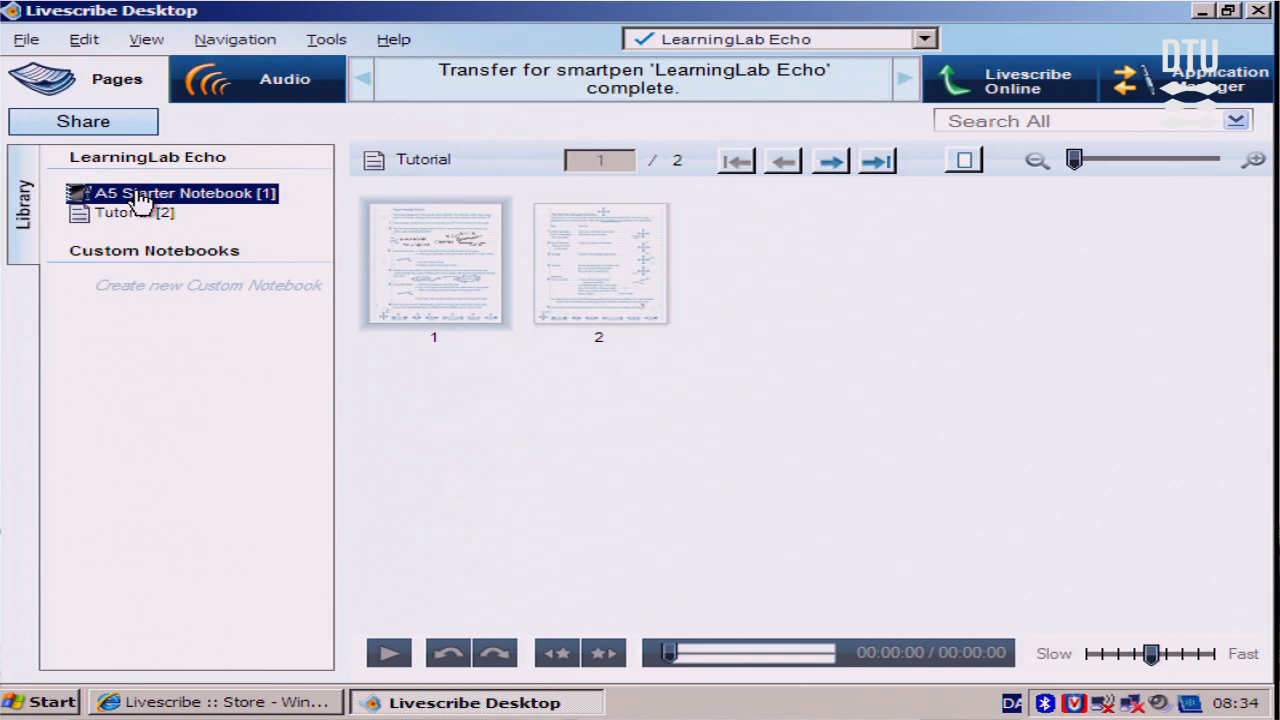 Livescribe Desktop
File Edit View Navigation Tools Help
LearningLab Echo
Pages
Audio
Transfer for smartpen 'LearningLab Echo'
complete.
Livescribe
Online
Application
DTU
Share
Search All
Library
LearningLab Echo
A5 Starter Notebook [1]
[2]
Custom Notebooks
Create new Custom Notebook
Tutorial
1 / 2
1
2
00:00:00 / 00:00:00
Slow
Fast
Start
Livescribe :: Store - Win...
Livescribe Desktop
DA
08:34